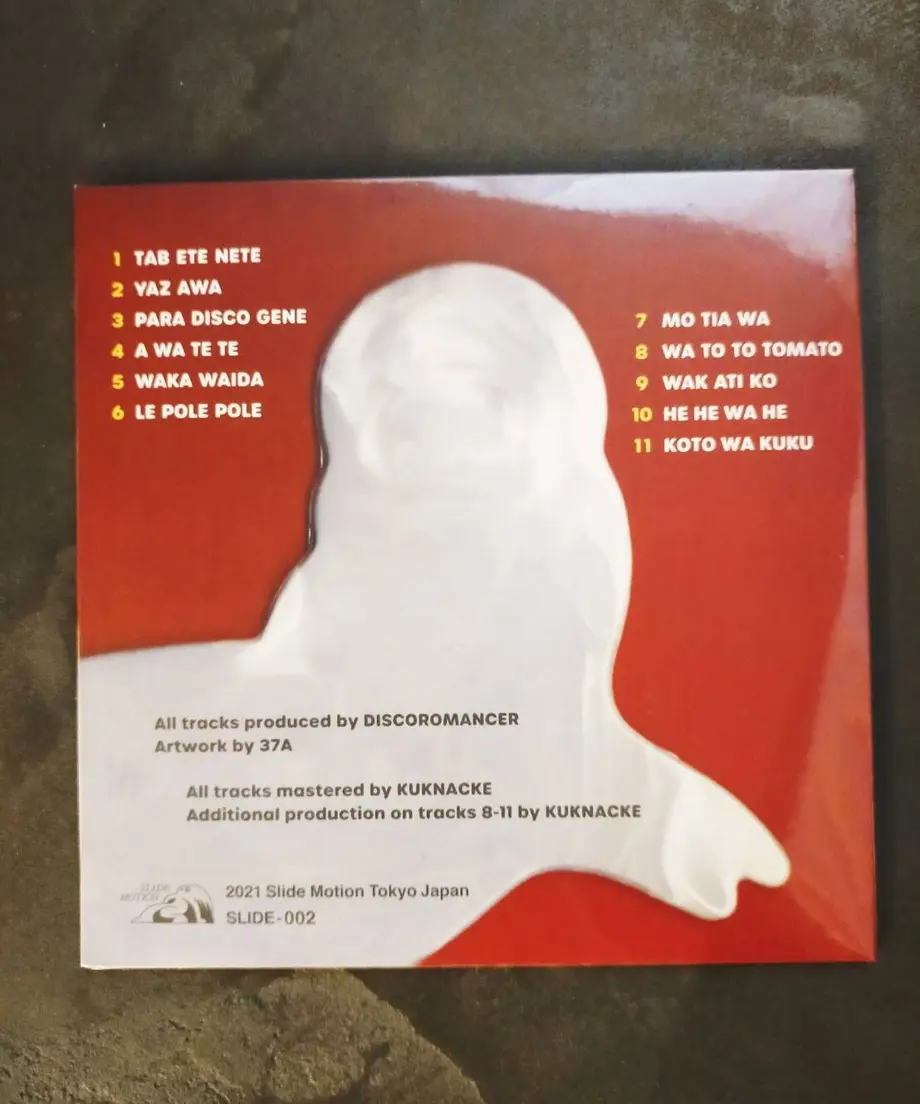 1 TAB ETE NETE
2 YAZ AWA
3 PARA DISCO GENE
4 A WA TE TE
5 WAKA WAIDA
6 LE POLE POLE
7 MO TIA WA
8 WA TO TO TOMATO
9 WAK ATI KO
10 HE HE WA HE
11 KOTO WA KUKU
All tracks produced by DISCOROMANCER
Artwork by 37A
All tracks mastered by KUKNACKE
Additional production on tracks 8-11 by KUKNACKE
SLIDE
MOTION
2021 Slide Motion Tokyo Japan
SLIDE-002